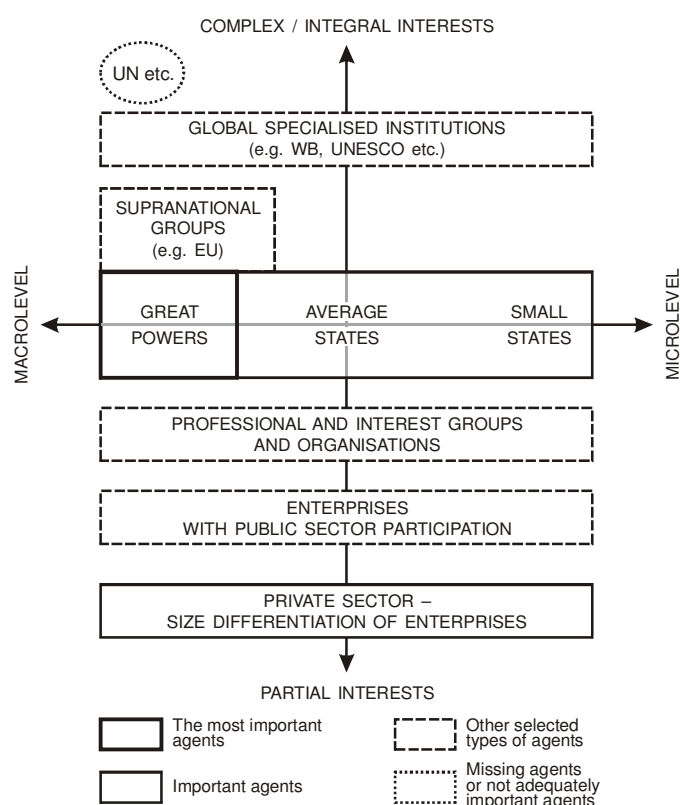 COMPLEX / INTEGRAL INTERESTS
UN etc.
GLOBAL SPECIALISED INSTITUTIONS
(e.g. WB, UNESCO etc.)
SUPRANATIONAL
GROUPS
(e.g. EU)
MACROLEVEL
GREAT
POWERS
AVERAGE
STATES
SMALL
STATES
MICROLEVEL
PROFESSIONAL AND INTEREST GROUPS
AND ORGANISATIONS
ENTERPRISES
WITH PUBLIC SECTOR PARTICIPATION
PRIVATE SECTOR –
SIZE DIFFERENTIATION OF ENTERPRISES
PARTIAL INTERESTS
The most important
agents
Other selected
types of agents
Important agents
Missing agents
or not adequately
important agents